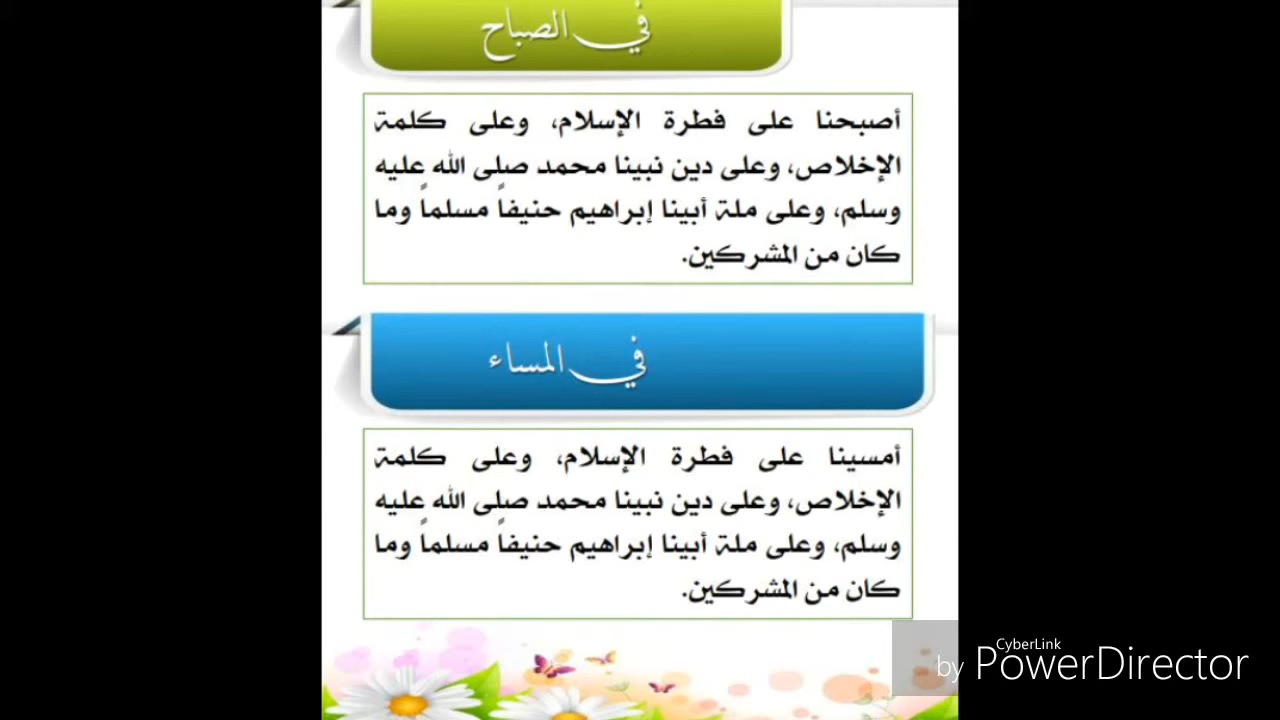 في الصباح
أصبحنا على فطرة الإسلام، وعلى كلمة
الإخلاص، وعلى دين نبينا محمد صلى الله عليه
وسلم، وعلى ملة أبينا إبراهيم حنيفاً مسلماً وما
كان من المشركين.
في المساء
أمسينا على فطرة الإسلام، وعلى كلمة
الإخلاص، وعلى دين نبينا محمد صلى الله عليه
وسلم، وعلى ملة أبينا إبراهيم حنيفاً مسلماً وما
كان من المشركين.
CyberLink
by PowerDirector